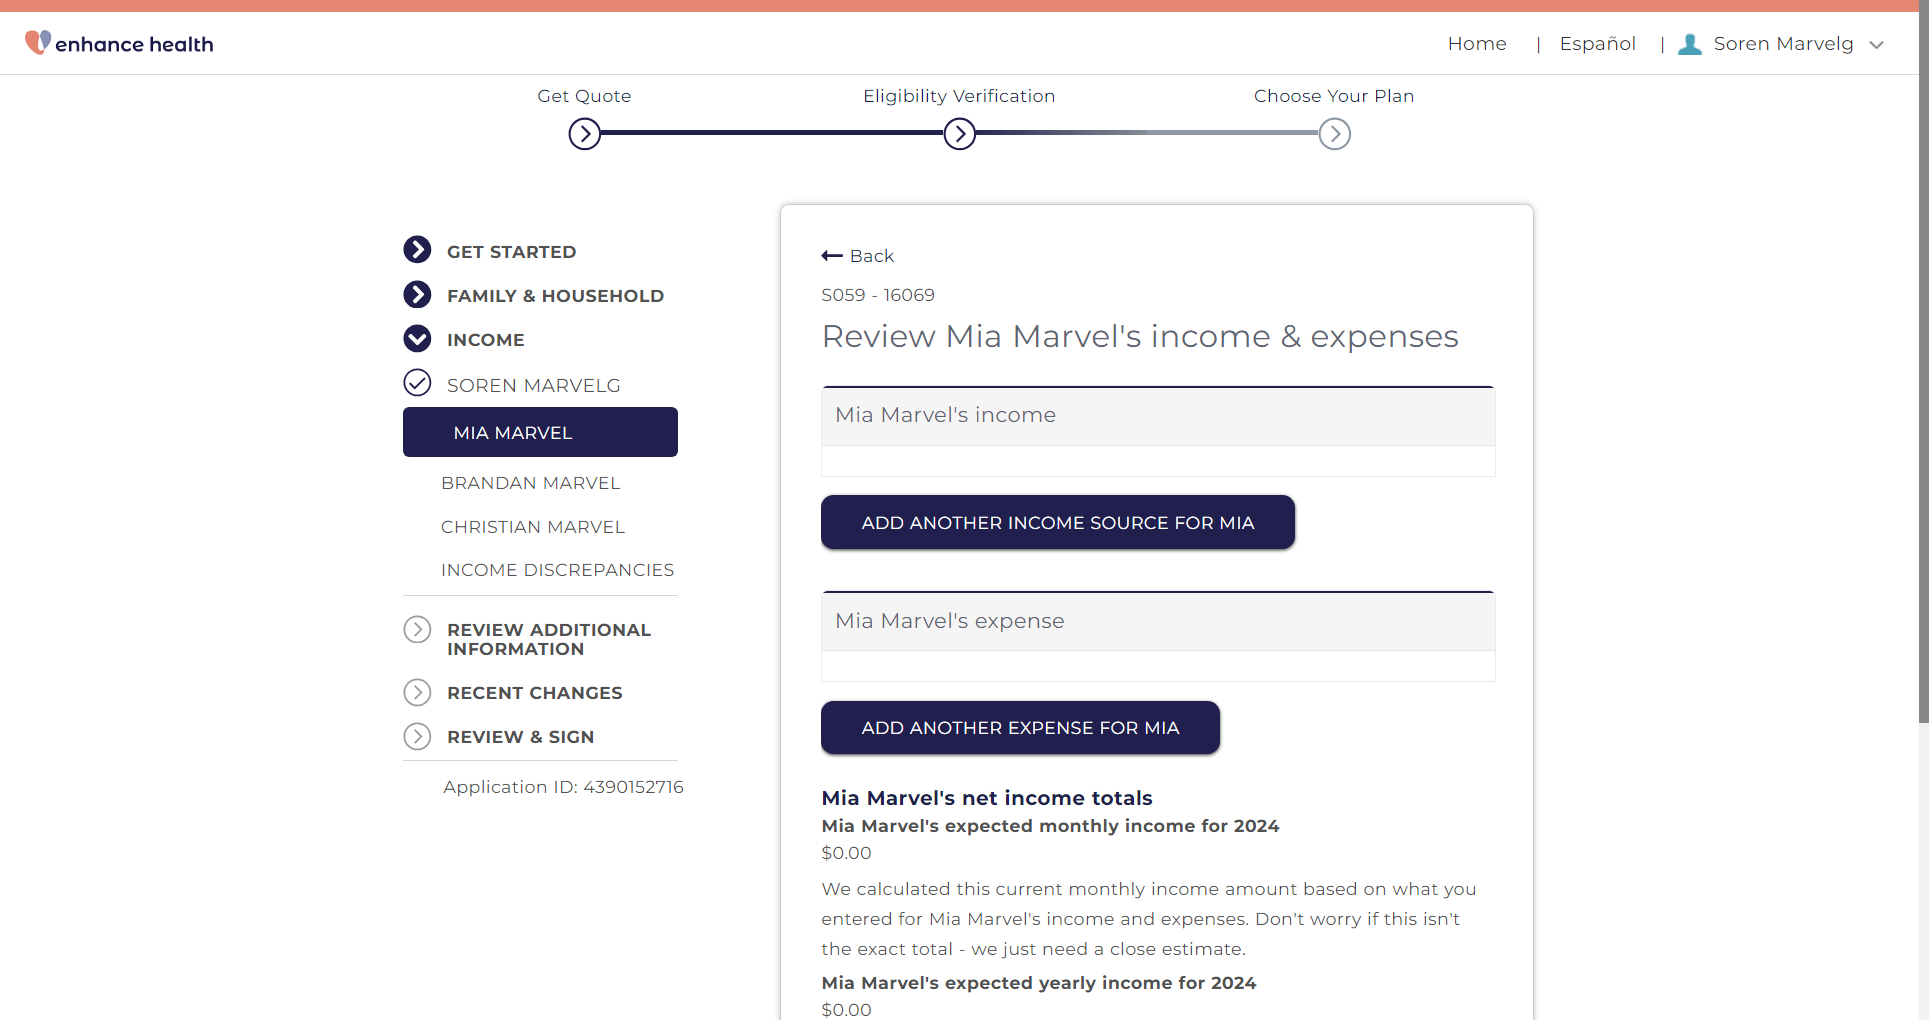 enhance health
Home | Español | Soren Marvelg
Get Quote
Eligibility Verification
Choose Your Plan
GET STARTED
FAMILY & HOUSEHOLD
INCOME
SOREN MARVELG
MIA MARVEL
BRANDAN MARVEL
CHRISTIAN MARVEL
INCOME DISCREPANCIES
REVIEW ADDITIONAL
INFORMATION
RECENT CHANGES
REVIEW & SIGN
Application ID: 4390152716
Back
S059 - 16069
Review Mia Marvel's income & expenses
Mia Marvel's income
ADD ANOTHER INCOME SOURCE FOR MIA
Mia Marvel's expense
ADD ANOTHER EXPENSE FOR MIA
Mia Marvel's net income totals
Mia Marvel's expected monthly income for 2024
$0.00
We calculated this current monthly income amount based on what you
entered for Mia Marvel's income and expenses. Don't worry if this isn't
the exact total - we just need a close estimate.
Mia Marvel's expected yearly income for 2024
$0.00